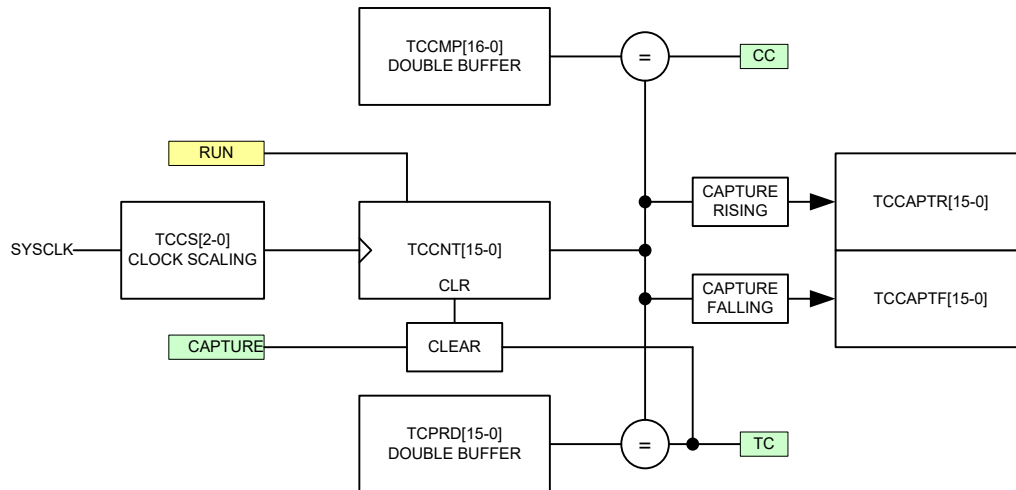 TCCMP[16-0]
DOUBLE BUFFER
=
CC
RUN
CAPTURE
RISING
TCCAPTR[15-0]
SYSCLK
TCCS[2-0]
CLOCK SCALING
TCCNT[15-0]
CLR
CAPTURE
FALLING
TCCAPTF[15-0]
CAPTURE
CLEAR
TCPRD[15-0]
DOUBLE BUFFER
=
TC